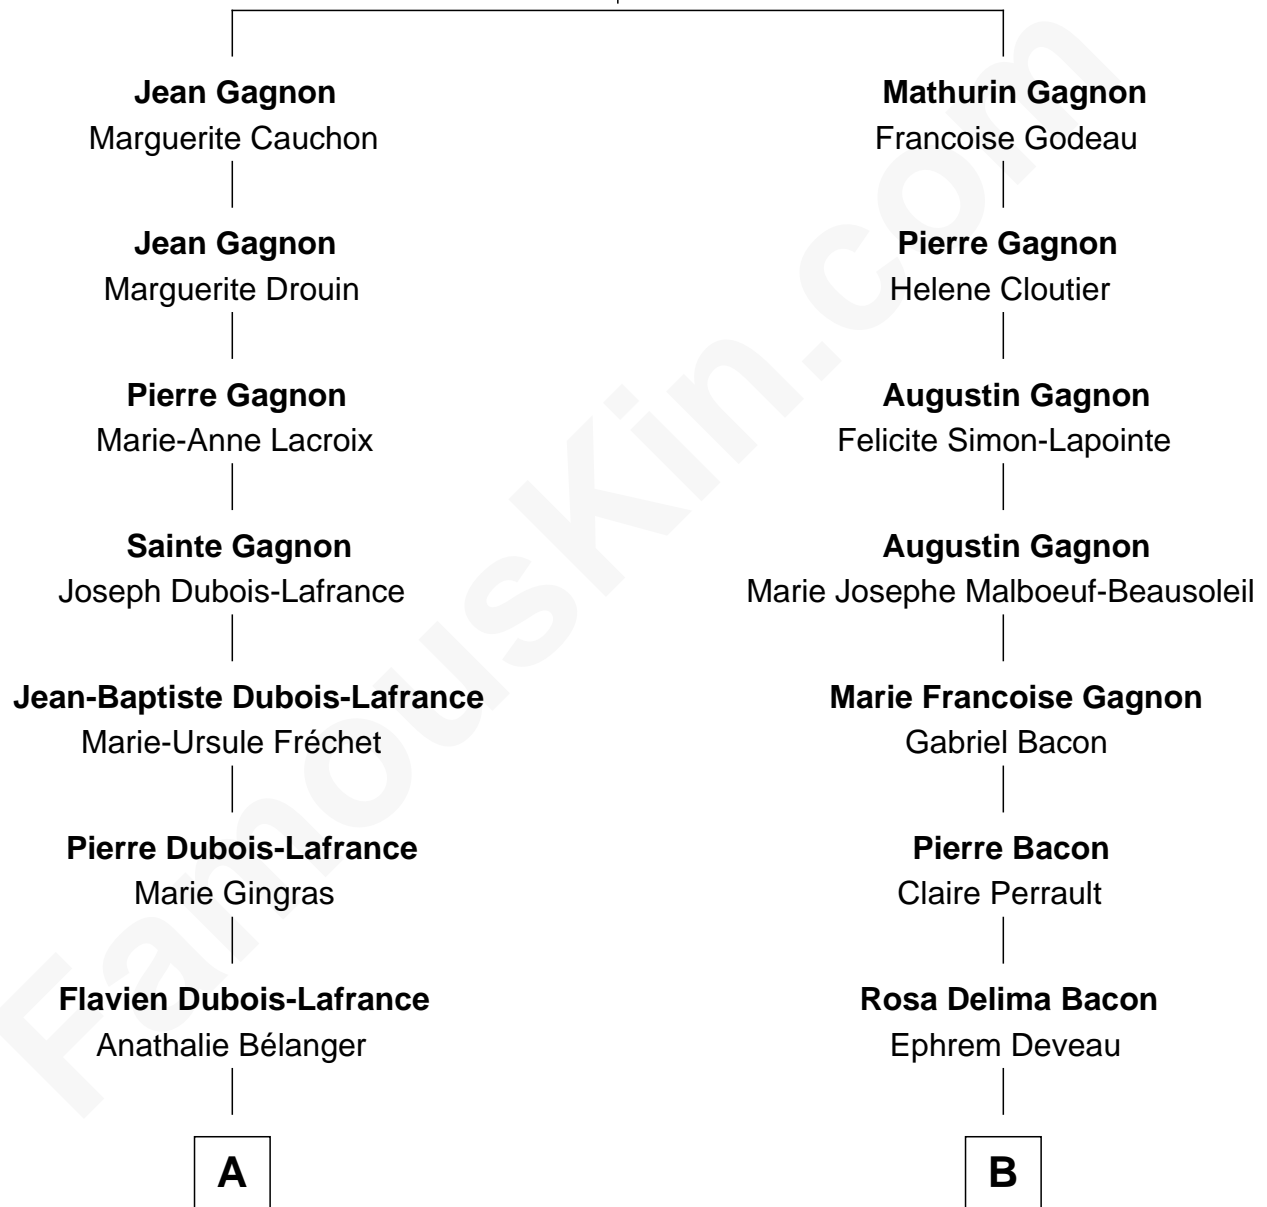 Jean Gagnon
Marguerite Cauchon
Jean Gagnon
Marguerite Drouin
Pierre Gagnon
Marie-Anne Lacroix
Sainte Gagnon
Joseph Dubois-Lafrance
Jean-Baptiste Dubois-Lafrance
Marie-Ursule Fréchet
Pierre Dubois-Lafrance
Marie Gingras
Flavien Dubois-Lafrance
Anathalie Bélanger
A
Mathurin Gagnon
Francoise Godeau
Pierre Gagnon
Helene Cloutier
Augustin Gagnon
Felicite Simon-Lapointe
Augustin Gagnon
Marie Josephe Malboeuf-Beausoleil
Marie Francoise Gagnon
Gabriel Bacon
Pierre Bacon
Claire Perrault
Rosa Delima Bacon
Ephrem Deveau
B
FamousKin.com